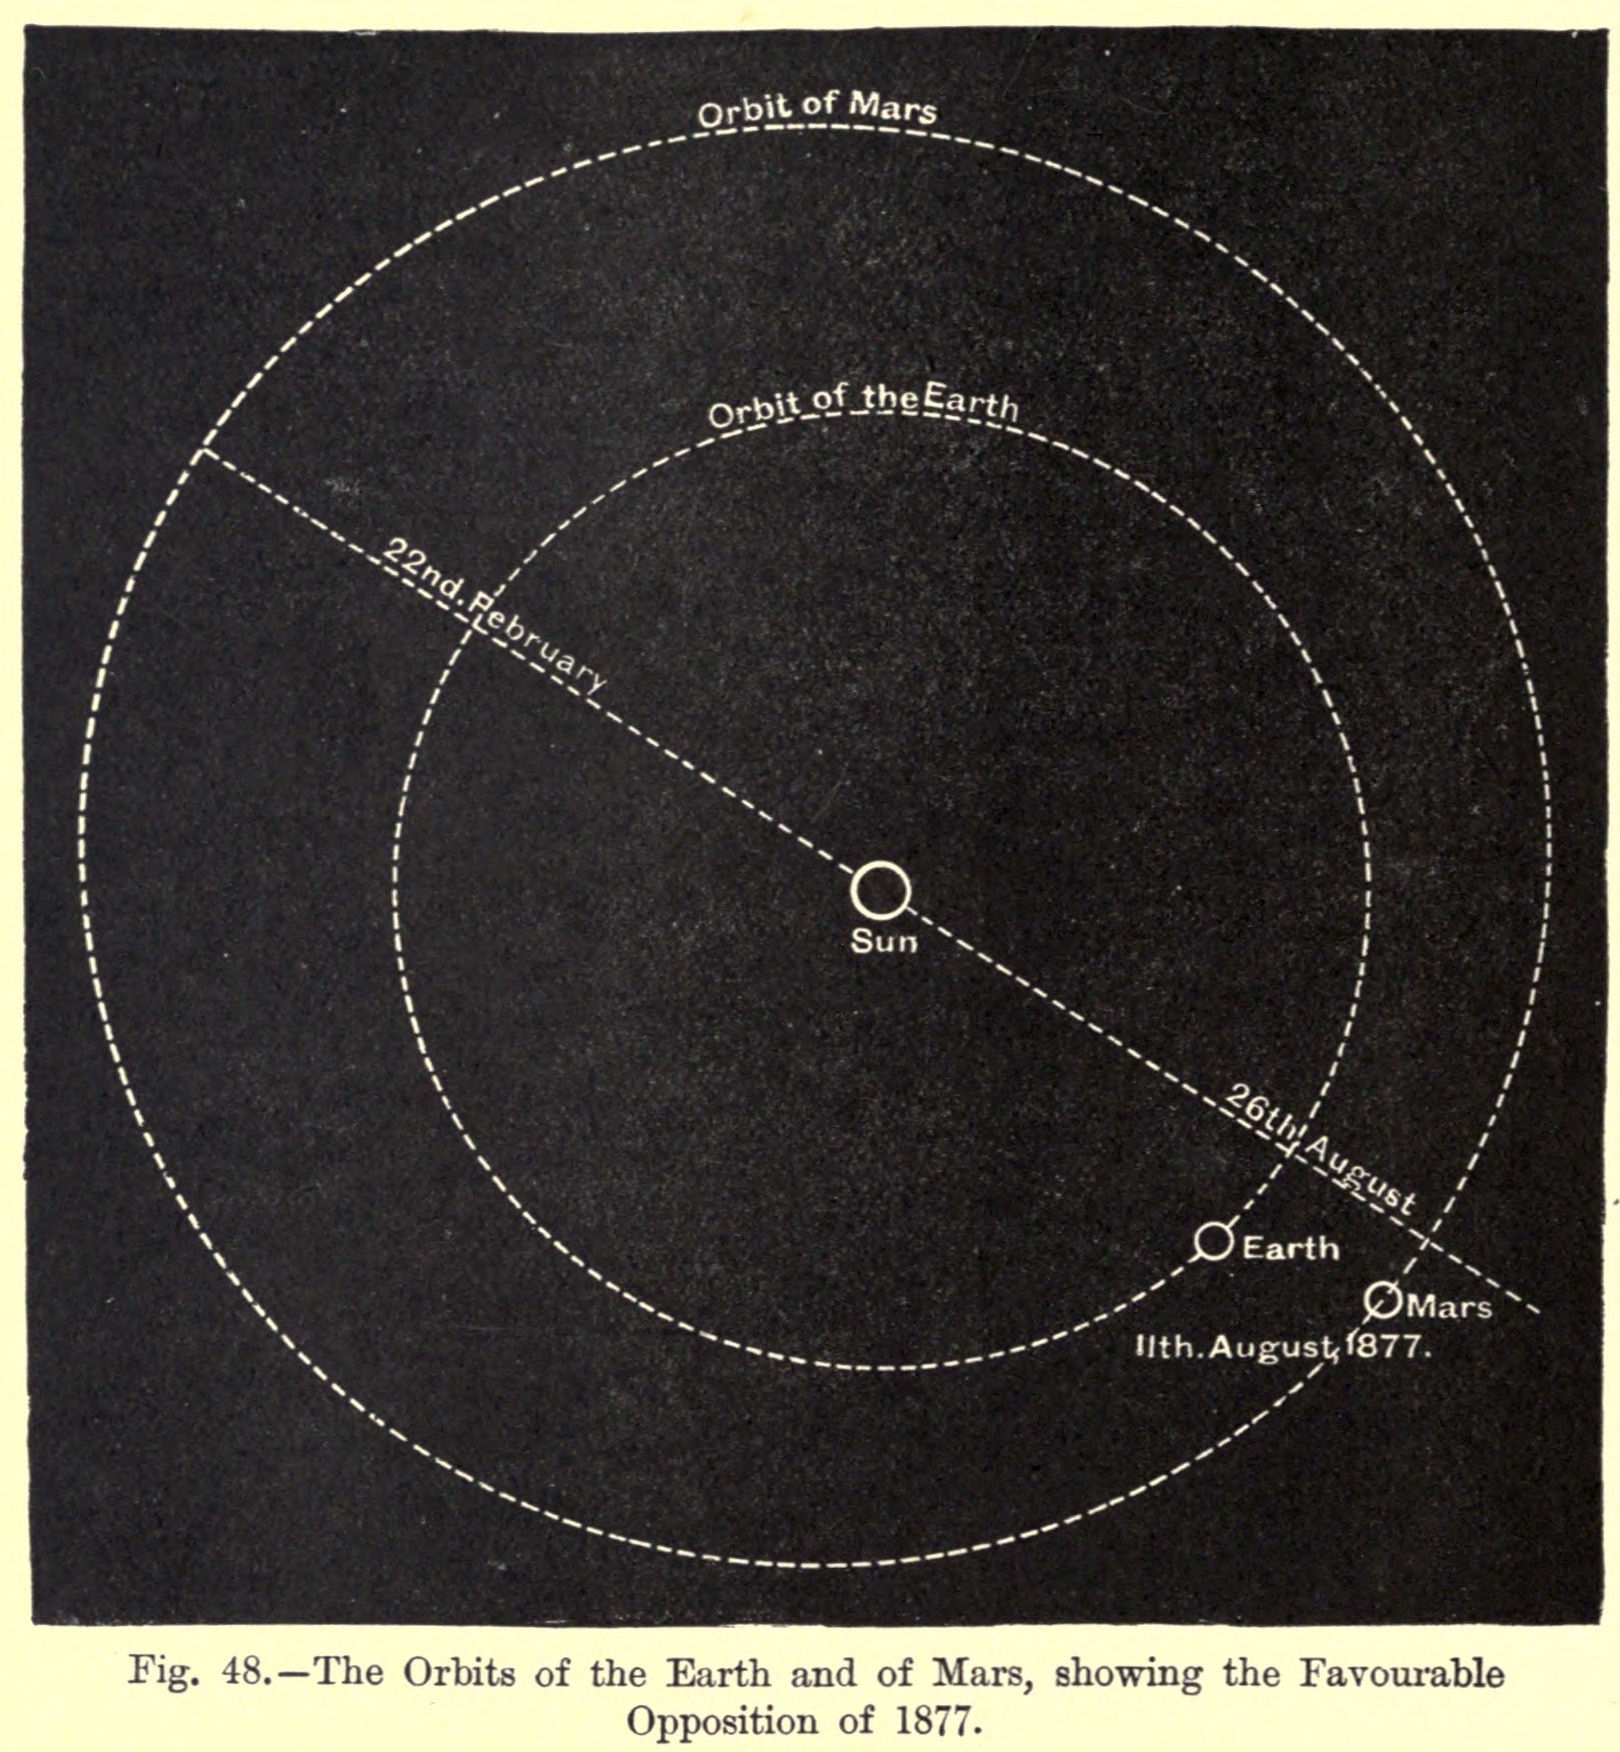 Orbit of Mars
Orbit of the Earth
22nd. February
Sun
26th August
Earth
Mars
11th. August, 1877.
Fig. 48.—The Orbits of the Earth and of Mars, showing the Favourable
Opposition of 1877.